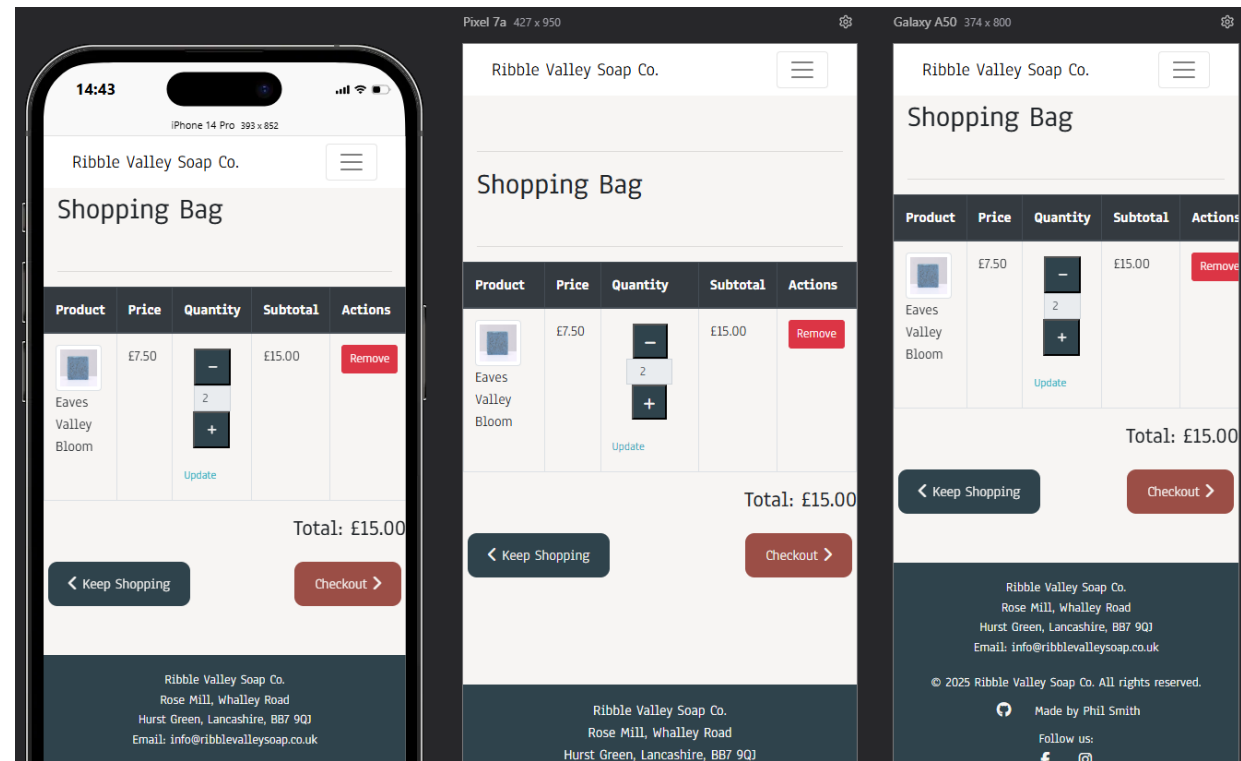 Pixel 7a 427 x 950
Galaxy A50 374 x 800
14:43
iPhone 14 Pro 393 x 852
Ribble Valley Soap Co.
Shopping Bag
Product Price Quantity Subtotal Actions
£7.50 − £15.00 Remove
Eaves
Valley
Bloom
2
+
Update
Total: £15.00
Keep Shopping
Checkout
Ribble Valley Soap Co.
Rose Mill, Whalley Road
Hurst Green, Lancashire, BB7 9QJ
Email: info@ribblevalleysoap.co.uk
Ribble Valley Soap Co.
Shopping Bag
Product Price Quantity Subtotal Actions
£7.50 − £15.00 Remove
Eaves
Valley
Bloom
2
+
Update
Total: £15.00
Keep Shopping
Checkout
Ribble Valley Soap Co.
Rose Mill, Whalley Road
Hurst Green, Lancashire, BB7 9QJ
Ribble Valley Soap Co.
Shopping Bag
Product Price Quantity Subtotal Actions
£7.50 − £15.00 Remove
Eaves
Valley
Bloom
2
+
Update
Total: £15.00
Keep Shopping
Checkout
Ribble Valley Soap Co.
Rose Mill, Whalley Road
Hurst Green, Lancashire, BB7 9QJ
Email: info@ribblevalleysoap.co.uk
© 2025 Ribble Valley Soap Co. All rights reserved.
Made by Phil Smith
Follow us: